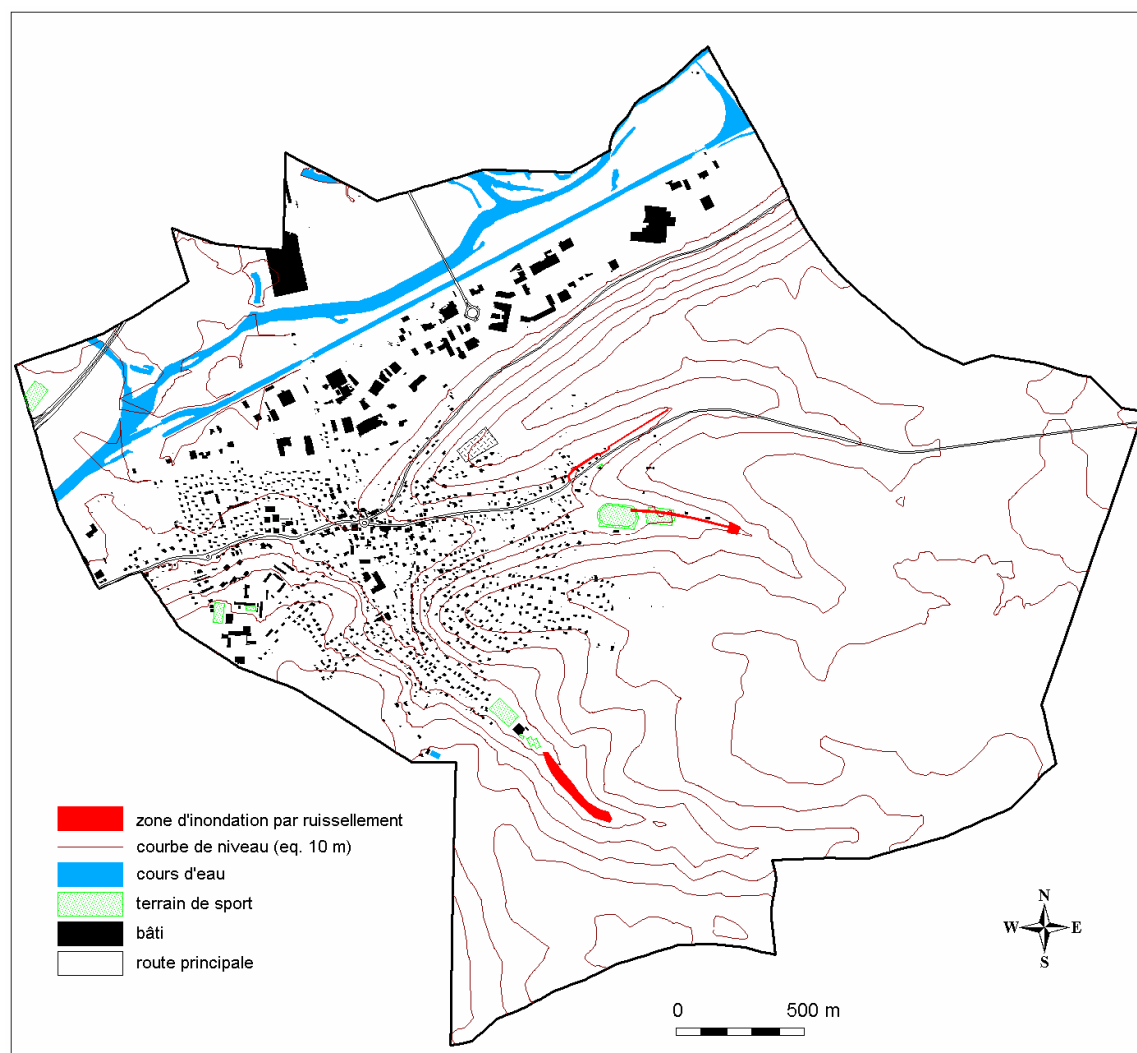 zone d'inondation par ruissellement
courbe de niveau (eq. 10 m)
cours d'eau
terrain de sport
bâti
route principale
N
W E
S
0 500 m